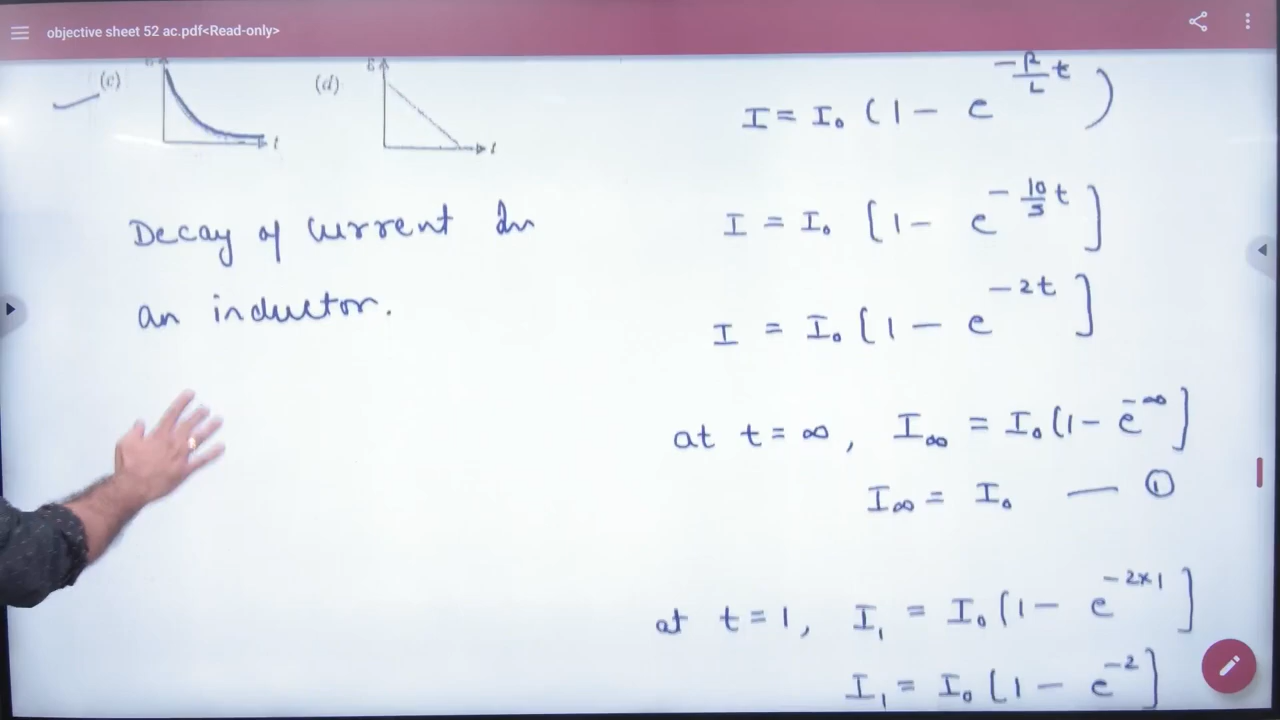 objective sheet 52 ac.pdf<Read-only>
(c) t
(d) ε t
Decay of current In
an inductor.
I = I₀ (1 - e^(-R/L t))
I = I₀ [1 - e^(-10/5 t)]
I = I₀ [1 - e^(-2t)]
at t = ∞, I∞ = I₀ (1 - e^(-∞)]
I∞ = I₀ — ①
at t = 1, I₁ = I₀ (1 - e^(-2×1)]
I₁ = I₀ [1 - e^(-2)]